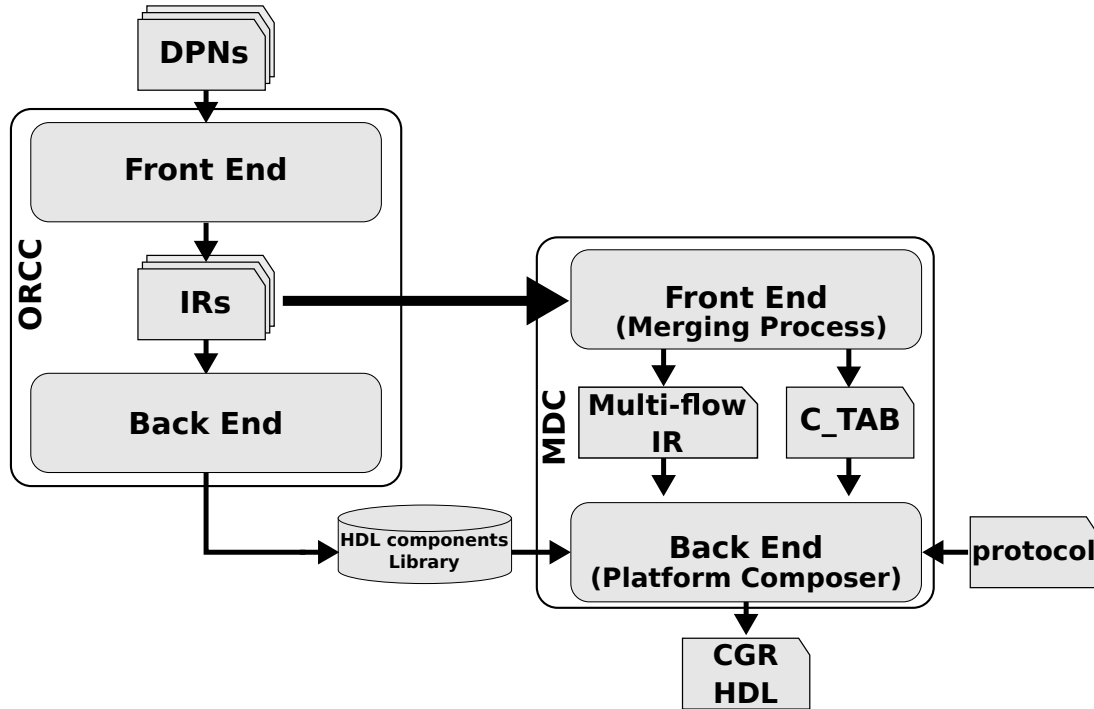 DPNs
Front End
ORCC
IRs
Back End
Front End
(Merging Process)
MDC
Multi-flow
IR
C_TAB
HDL components
Library
Back End
(Platform Composer)
protocol
CGR
HDL